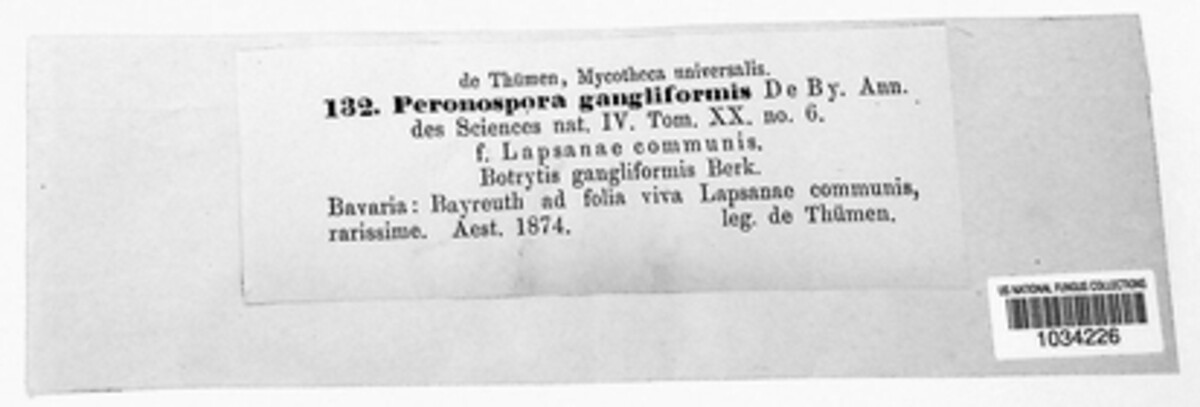 de Thümen, Mycotheca universalis.
132. Peronospora gangliformis De By. Ann.
des Sciences nat. IV. Tom. XX. no. 6.
f. Lapsanae communis.
Botrytis gangliformis Berk.
Bavaria: Bayreuth ad folia viva Lapsanae communis,
rarissime. Aest. 1874. leg. de Thümen.
US NATIONAL FUNGUS COLLECTIONS
1034226